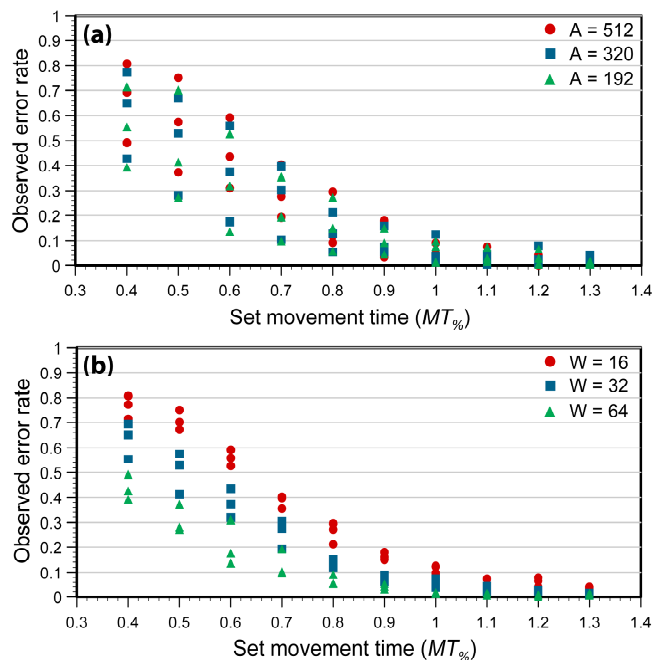 (a)
A = 512
A = 320
A = 192
Observed error rate
1
0.9
0.8
0.7
0.6
0.5
0.4
0.3
0.2
0.1
0
0.3 0.4 0.5 0.6 0.7 0.8 0.9 1 1.1 1.2 1.3 1.4
Set movement time (MT%)
(b)
W = 16
W = 32
W = 64
Observed error rate
1
0.9
0.8
0.7
0.6
0.5
0.4
0.3
0.2
0.1
0
0.3 0.4 0.5 0.6 0.7 0.8 0.9 1 1.1 1.2 1.3 1.4
Set movement time (MT%)